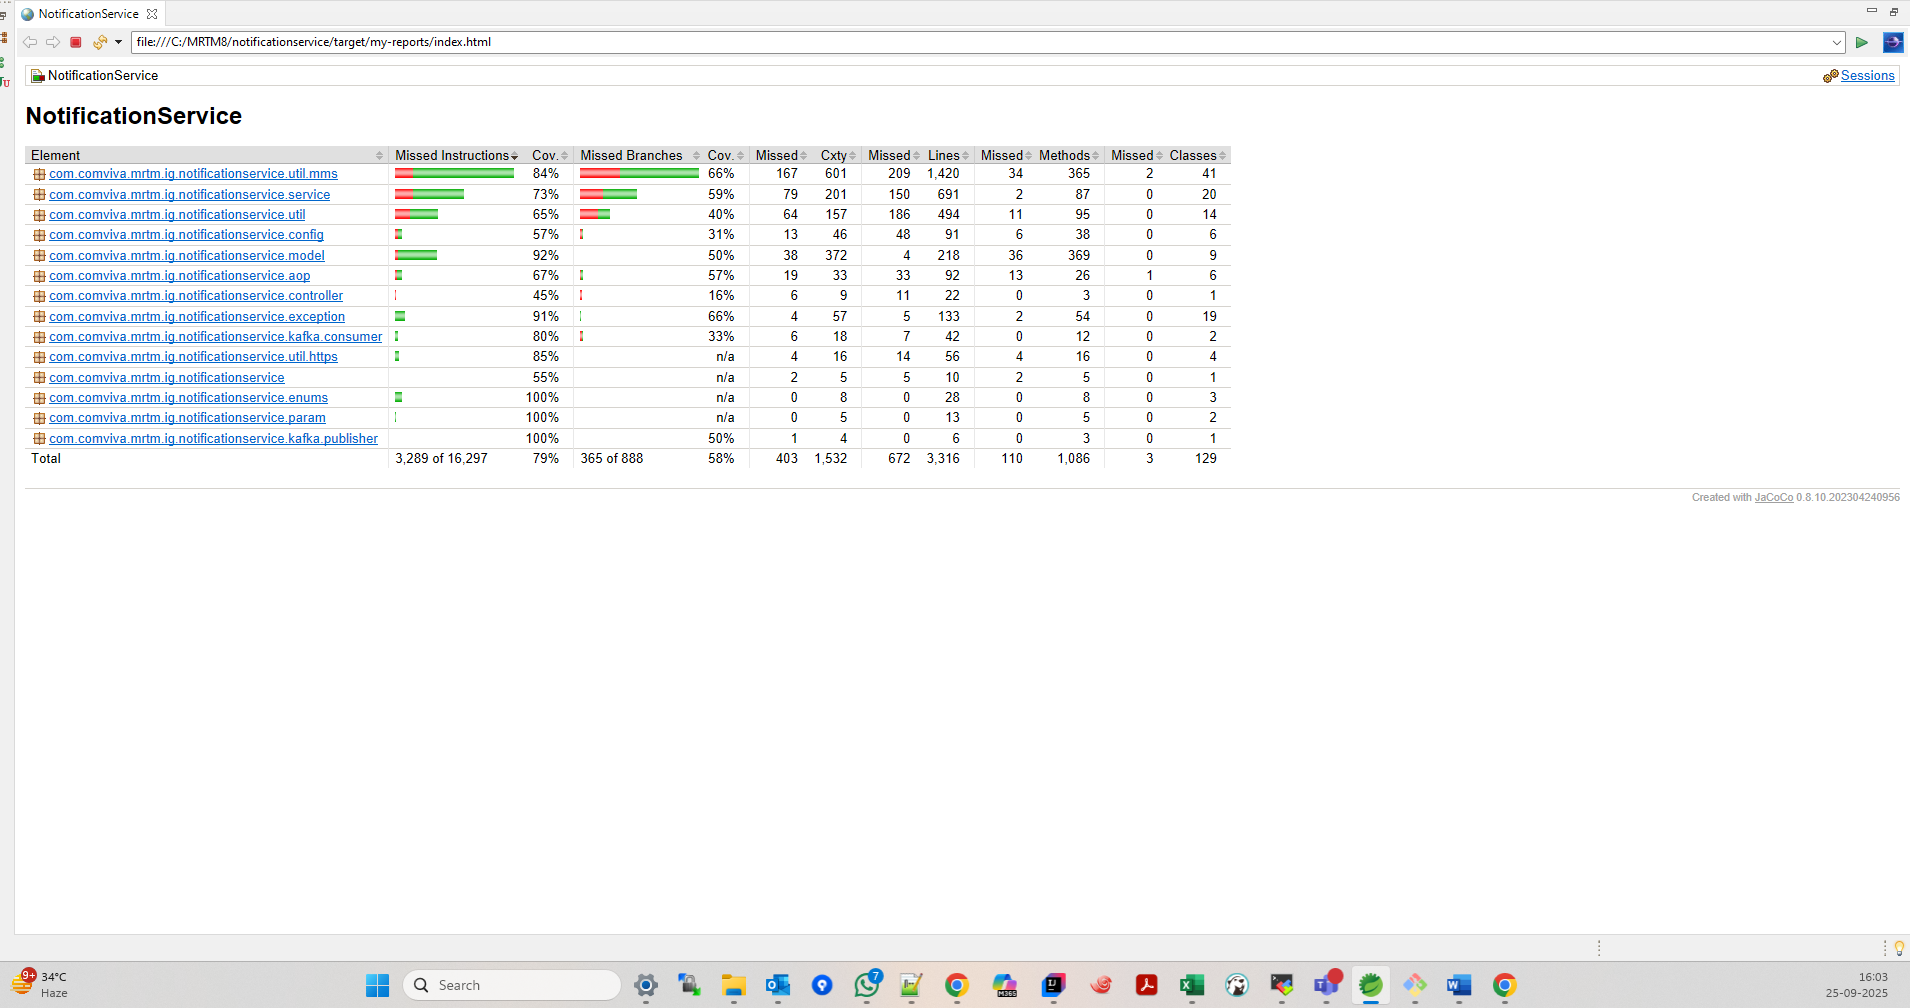 NotificationService
file:///C:/MRTM8/notificationservice/target/my-reports/index.html
NotificationService Sessions
NotificationService
Element Missed Instructions Cov. Missed Branches Cov. Missed Cxty Missed Lines Missed Methods Missed Classes
com.comviva.mrtm.ig.notificationservice.util.mms 84% 66% 167 601 209 1,420 34 365 2 41
com.comviva.mrtm.ig.notificationservice.service 73% 59% 79 201 150 691 2 87 0 20
com.comviva.mrtm.ig.notificationservice.util 65% 40% 64 157 186 494 11 95 0 14
com.comviva.mrtm.ig.notificationservice.config 57% 31% 13 46 48 91 6 38 0 6
com.comviva.mrtm.ig.notificationservice.model 92% 50% 38 372 4 218 36 369 0 9
com.comviva.mrtm.ig.notificationservice.aop 67% 57% 19 33 33 92 13 26 1 6
com.comviva.mrtm.ig.notificationservice.controller 45% 16% 6 9 11 22 0 3 0 1
com.comviva.mrtm.ig.notificationservice.exception 91% 66% 4 57 5 133 2 54 0 19
com.comviva.mrtm.ig.notificationservice.kafka.consumer 80% 33% 6 18 7 42 0 12 0 2
com.comviva.mrtm.ig.notificationservice.util.https 85% n/a 4 16 14 56 4 16 0 4
com.comviva.mrtm.ig.notificationservice 55% n/a 2 5 5 10 2 5 0 1
com.comviva.mrtm.ig.notificationservice.enums 100% n/a 0 8 0 28 0 8 0 3
com.comviva.mrtm.ig.notificationservice.param 100% n/a 0 5 0 13 0 5 0 2
com.comviva.mrtm.ig.notificationservice.kafka.publisher 100% 50% 1 4 0 6 0 3 0 1
Total 3,289 of 16,297 79% 365 of 888 58% 403 1,532 672 3,316 110 1,086 3 129
Created with JaCoCo 0.8.10.202304240956
9+ 34°C
Haze
Search
7
M365
16:03
25-09-2025